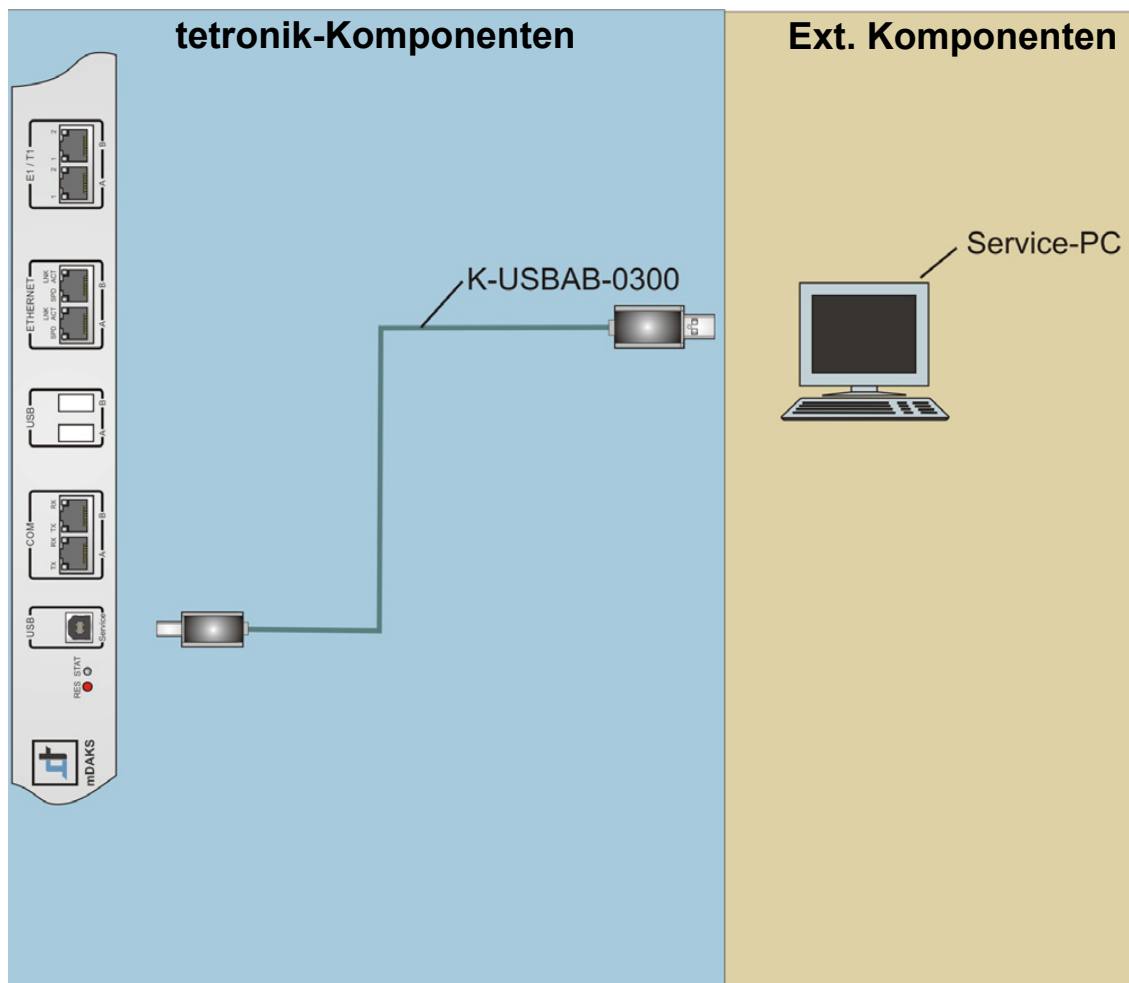 tetronik-Komponenten
Ext. Komponenten
Service-PC
K-USBAB-0300
E1 / T1
1 2 1 2
A B
ETHERNET
SPD ACT SPD ACT
LNK LNK
A B
USB
A B
COM
TX RX TX RX
A B
USB
Service
RES STAT
mDAKS